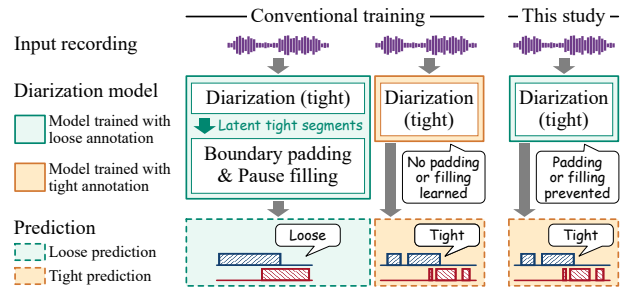 Conventional training
This study
Input recording
Diarization model
Model trained with
loose annotation
Model trained with
tight annotation
Diarization (tight)
Latent tight segments
Boundary padding
& Pause filling
Diarization
(tight)
No padding
or filling
learned
Diarization
(tight)
Padding
or filling
prevented
Prediction
Loose prediction
Tight prediction
Loose
Tight
Tight